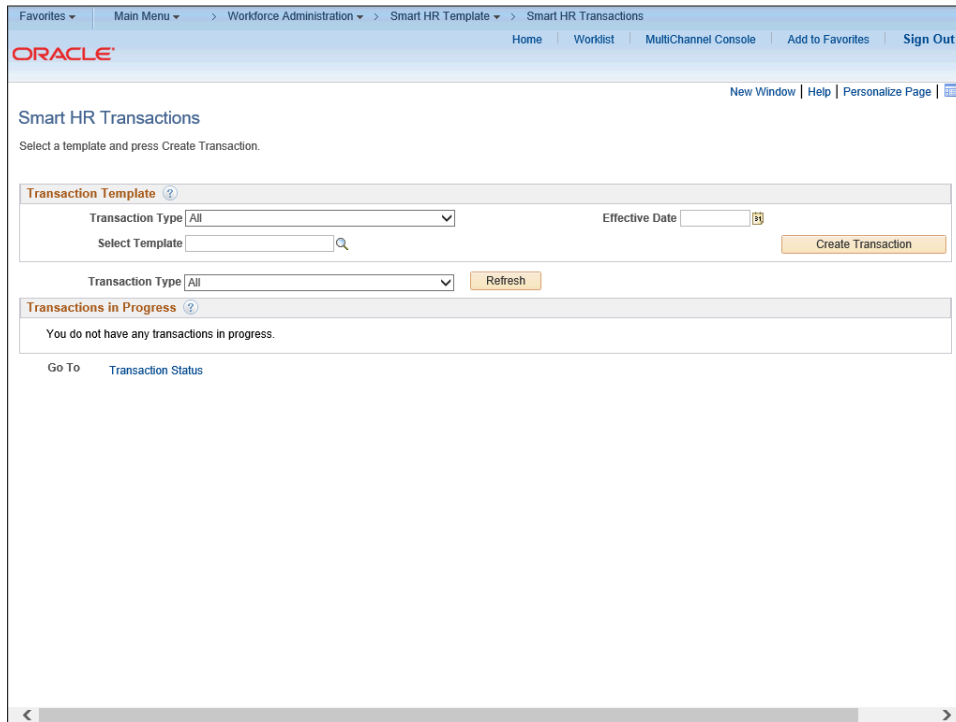 Favorites Main Menu > Workforce Administration > Smart HR Template > Smart HR Transactions
Home Worklist MultiChannel Console Add to Favorites Sign Out
ORACLE
New Window | Help | Personalize Page |
Smart HR Transactions
Select a template and press Create Transaction.
Transaction Template ?
Transaction Type All Effective Date 31
Select Template Create Transaction
Transaction Type All Refresh
Transactions in Progress ?
You do not have any transactions in progress.
Go To Transaction Status